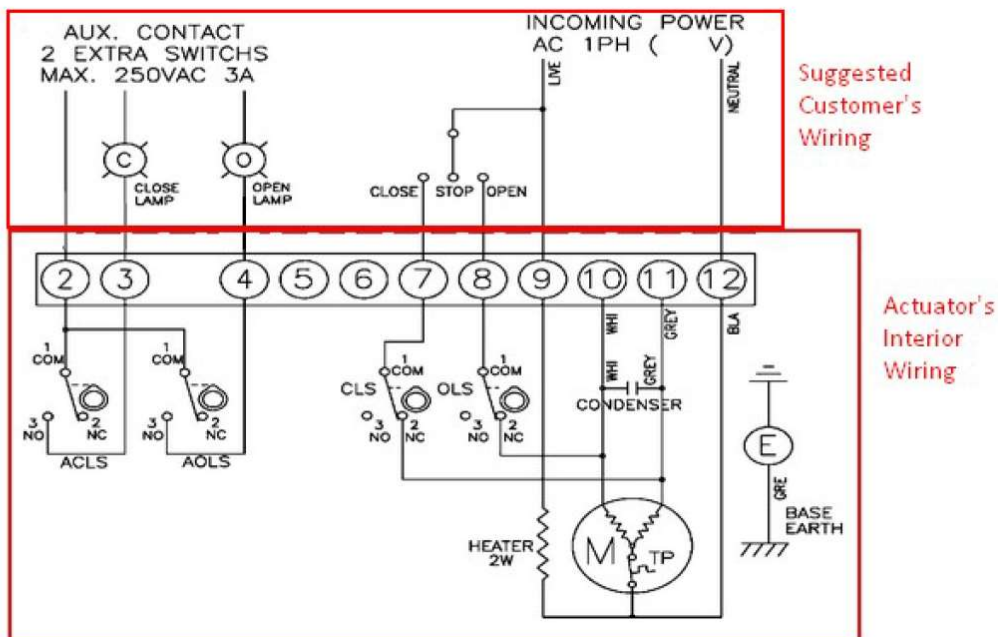 AUX. CONTACT
2 EXTRA SWITCHS
MAX. 250VAC 3A
INCOMING POWER
AC 1PH ( V)
LIVE
NEUTRAL
Suggested
Customer's
Wiring
C
CLOSE
LAMP
O
OPEN
LAMP
CLOSE STOP OPEN
2 3 4 5 6 7 8 9 10 11 12
WHI
GREY
BLA
Actuator's
Interior
Wiring
1
COM
3
NO
2
NC
ACLS
1
COM
3
NO
2
NC
AOLS
CLS
1
COM
3
NO
2
NC
OLS
1
COM
3
NO
2
NC
WHI
GREY
CONDENSER
HEATER
2W
M
TP
E
GRE
BASE
EARTH